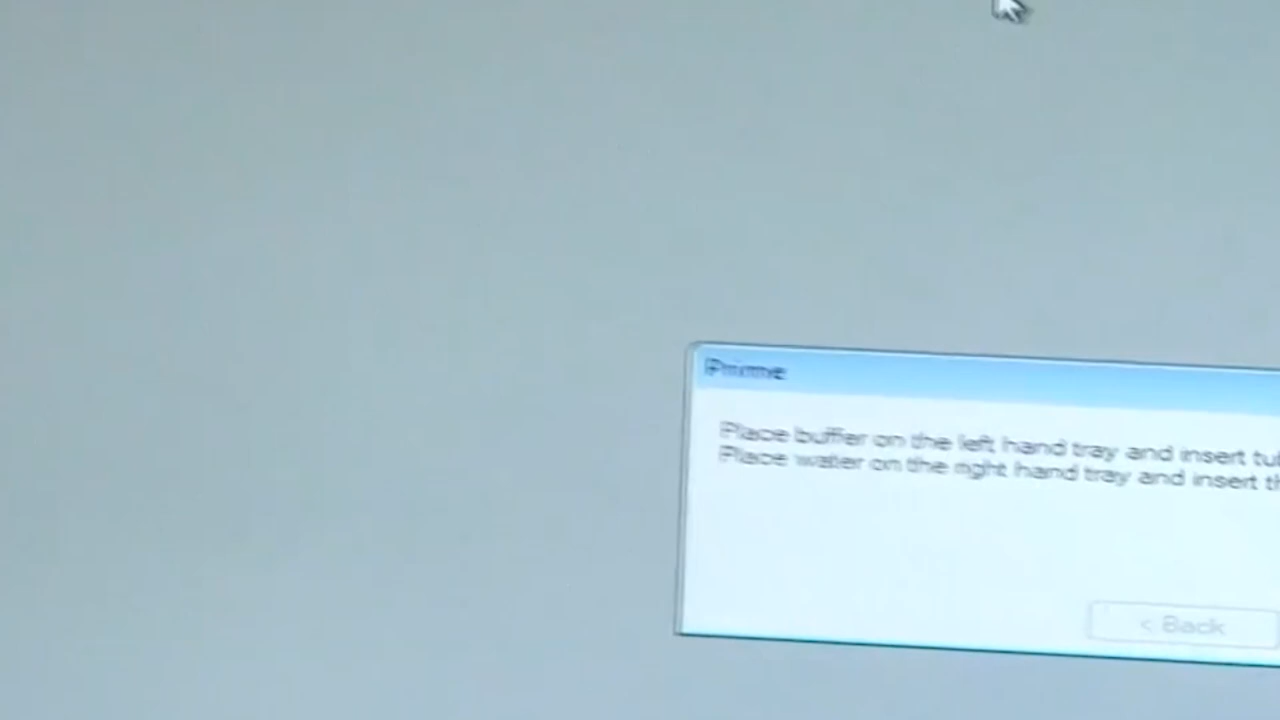 Prime
Place buffer on the left hand tray and insert
Place water on the right hand tray and insert
< Back